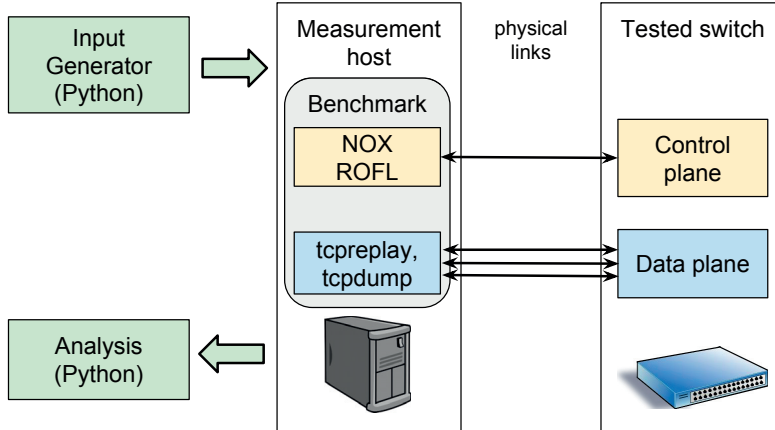 Input
Generator
(Python)
Measurement
host
physical
links
Tested switch
Benchmark
NOX
ROFL
Control
plane
tcpreplay,
tcpdump
Data plane
Analysis
(Python)